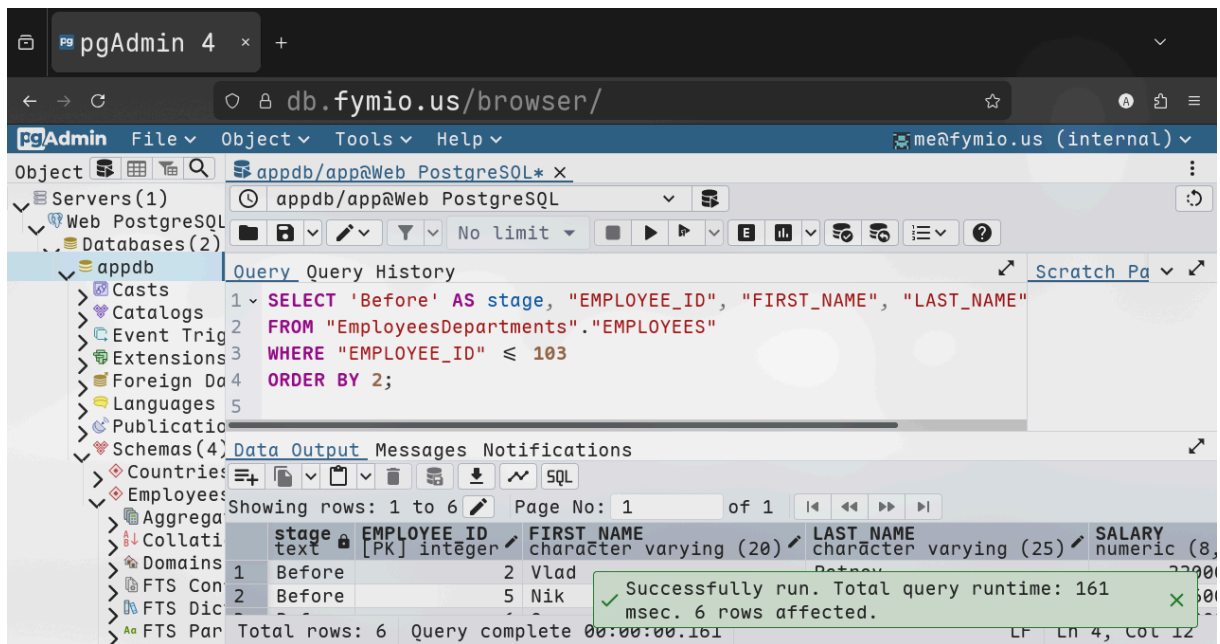 pgAdmin 4
db.fymio.us/browser/
pgAdmin File Object Tools Help me@fymio.us (internal)
Object appdb/app@Web PostgreSQL*
Servers(1)
appdb/app@Web PostgreSQL
Web PostgreSQL
No limit
Databases(2)
appdb
Query Query History Scratch Pa
Casts
Catalogs
Event Trig
Extensions
Foreign Da
Languages
Publicatio
Schemas(4)
Countries
Employees
Aggrega
Collati
Domains
FTS Con
FTS Dic
FTS Par
1 SELECT 'Before' AS stage, "EMPLOYEE_ID", "FIRST_NAME", "LAST_NAME"
2 FROM "EmployeesDepartments"."EMPLOYEES"
3 WHERE "EMPLOYEE_ID" <= 103
4 ORDER BY 2;
5
Data Output Messages Notifications
SQL
Showing rows: 1 to 6 Page No: 1 of 1
stage EMPLOYEE_ID FIRST_NAME LAST_NAME SALARY
text [PK] integer character varying (20) character varying (25) numeric (8,
1 Before 2 Vlad
2 Before 5 Nik
Successfully run. Total query runtime: 161
msec. 6 rows affected.
Total rows: 6 Query complete 00:00:00.161 LF Ln 4, Col 12